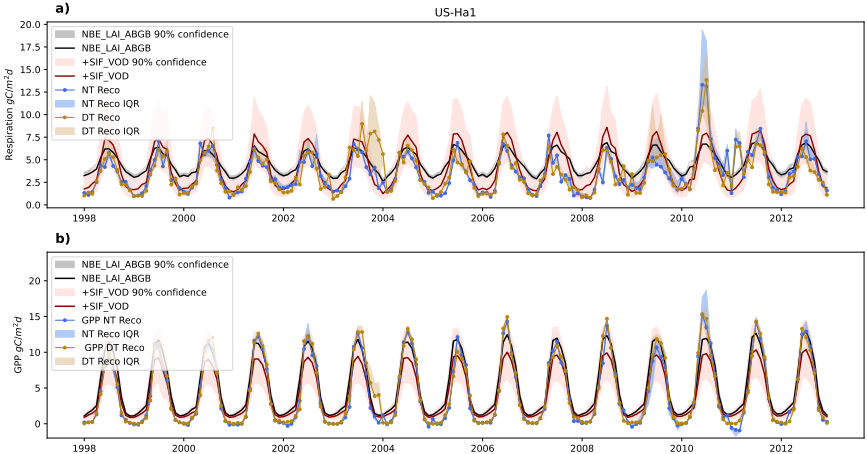 a)
US-Ha1
Respiration gC/m²d
20.0
17.5
15.0
12.5
10.0
7.5
5.0
2.5
0.0
NBE_LAI_ABGB 90% confidence
NBE_LAI_ABGB
+SIF_VOD 90% confidence
+SIF_VOD
NT Reco
NT Reco IQR
DT Reco
DT Reco IQR
1998 2000 2002 2004 2006 2008 2010 2012
b)
GPP gC/m²d
20
15
10
5
0
NBE_LAI_ABGB 90% confidence
NBE_LAI_ABGB
+SIF_VOD 90% confidence
+SIF_VOD
GPP NT Reco
NT Reco IQR
GPP DT Reco
DT Reco IQR
1998 2000 2002 2004 2006 2008 2010 2012